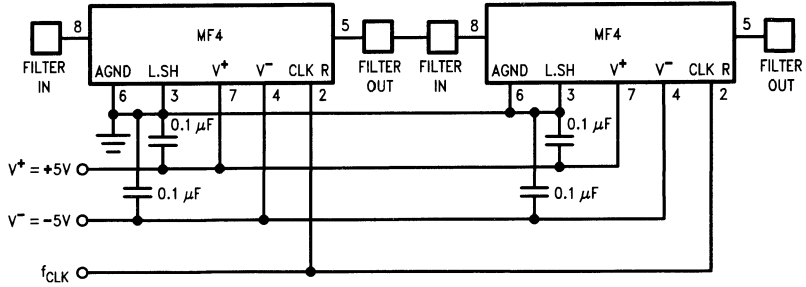 8 MF4 5 8 MF4 5
FILTER IN
AGND L.SH V+ V− CLK R
FILTER OUT
FILTER IN
AGND L.SH V+ V− CLK R
FILTER OUT
6 3 7 4 2 6 3 7 4 2
0.1 μF 0.1 μF
V+ = +5V
0.1 μF 0.1 μF
V− = −5V
fCLK